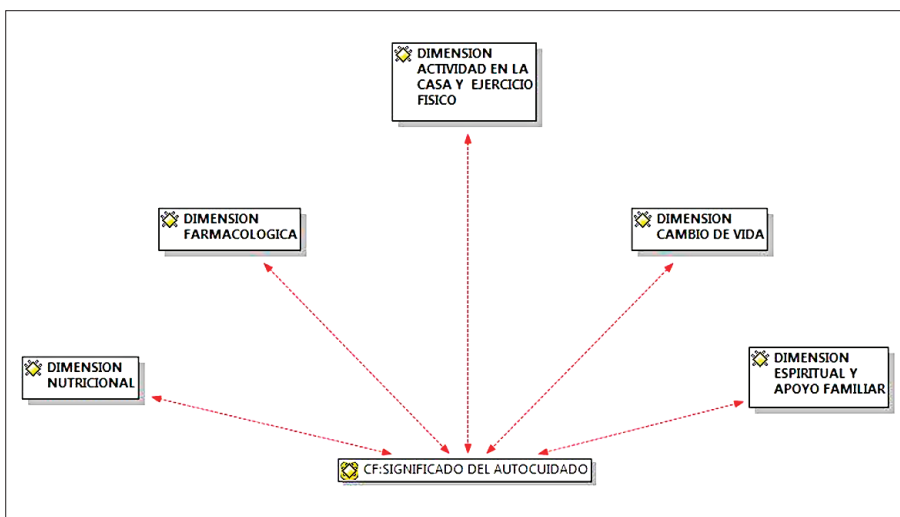 DIMENSION
ACTIVIDAD EN LA
CASA Y EJERCICIO
FISICO
DIMENSION
FARMACOLOGICA
DIMENSION
CAMBIO DE VIDA
DIMENSION
NUTRICIONAL
DIMENSION
ESPIRITUAL Y
APOYO FAMILIAR
CF:SIGNIFICADO DEL AUTOCUIDADO